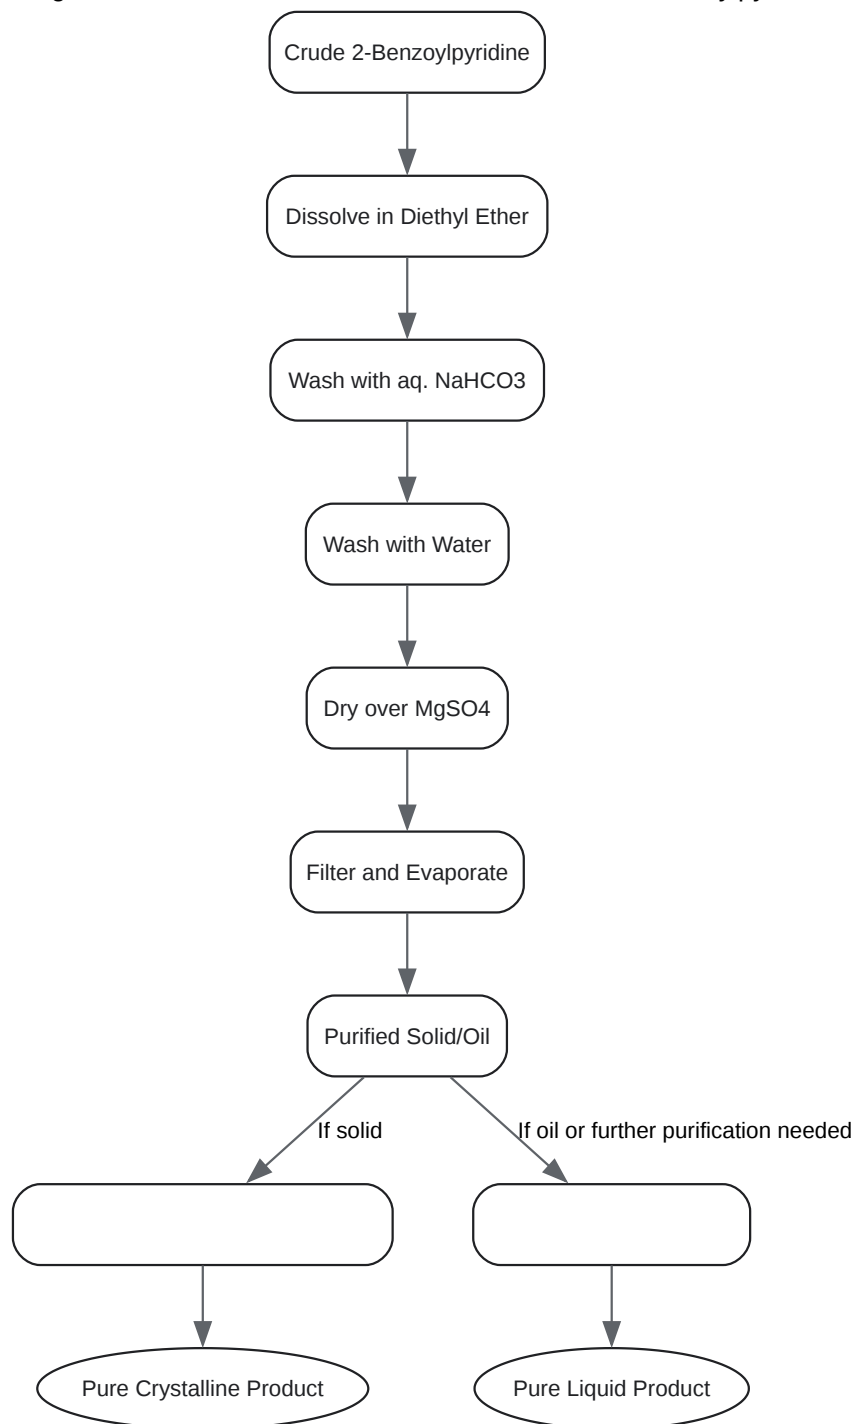 Crude 2-Benzoylpyridine
Dissolve in Diethyl Ether
Wash with aq. NaHCO3
Wash with Water
Dry over MgSO4
Filter and Evaporate
Purified Solid/Oil
If solid
If oil or further purification needed
Pure Crystalline Product
Pure Liquid Product